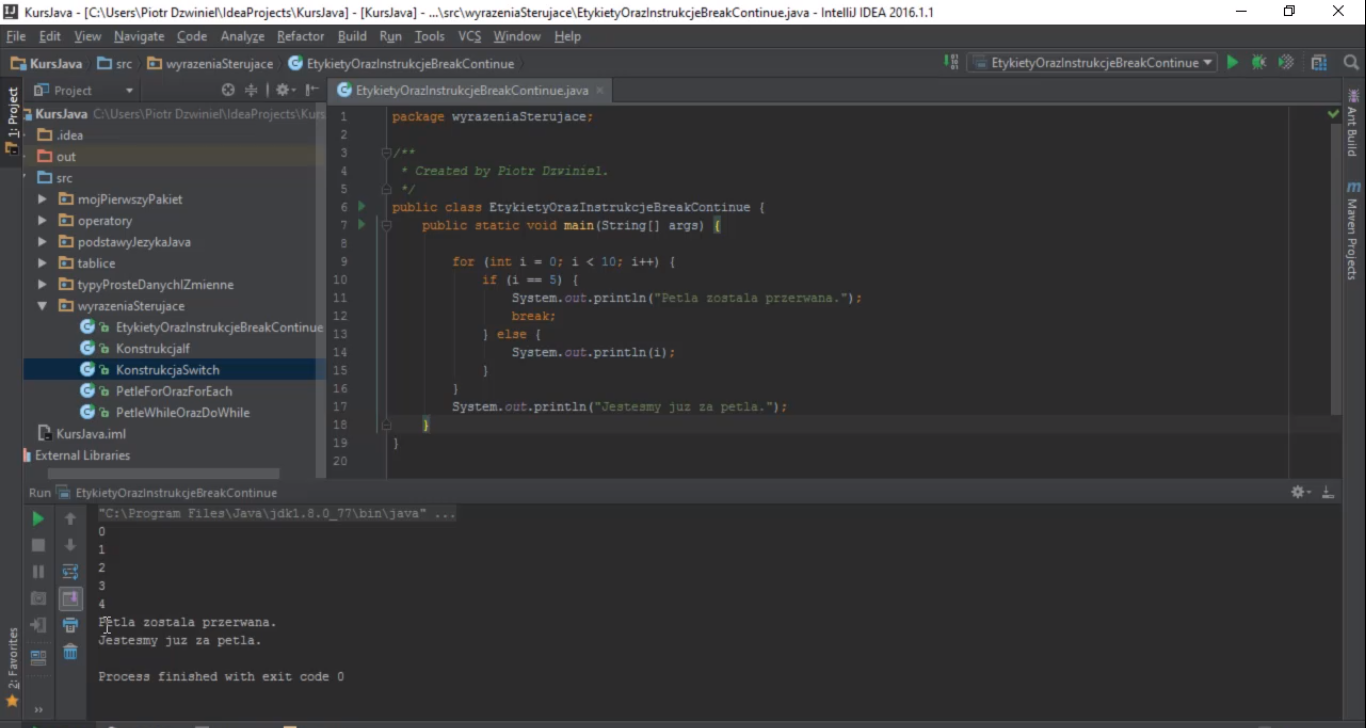 KursJava - [C:\Users\Piotr Dzwiniel\IdeaProjects\KursJava] - [KursJava] - ...\src\wyrazeniaSterujace\EtykietyOrazInstrukcjeBreakContinue.java - IntelliJ IDEA 2016.1.1
File Edit View Navigate Code Analyze Refactor Build Run Tools VCS Window Help
KursJava src wyrazeniaSterujace EtykietyOrazInstrukcjeBreakContinue EtykietyOrazInstrukcjeBreakContinue
1: Project
Project
EtykietyOrazInstrukcjeBreakContinue.java
KursJava C:\Users\Piotr Dzwiniel\IdeaProjects\Kurs
.idea
out
src
mojPierwszyPakiet
operatory
podstawyJezykaJava
tablice
typyProsteDanychIZmienne
wyrazeniaSterujace
EtykietyOrazInstrukcjeBreakContinue
KonstrukcjaIf
KonstrukcjaSwitch
PetleForOrazForEach
PetleWhileOrazDoWhile
KursJava.iml
External Libraries
1 package wyrazeniaSterujace;
2
3 /**
4 * Created by Piotr Dzwiniel.
5 */
6 public class EtykietyOrazInstrukcjeBreakContinue {
7 public static void main(String[] args) {
8
9 for (int i = 0; i < 10; i++) {
10 if (i == 5) {
11 System.out.println("Petla zostala przerwana.");
12 break;
13 } else {
14 System.out.println(i);
15 }
16 }
17 System.out.println("Jestesmy juz za petla.");
18 }
19 }
20
Ant Build
Maven Projects
Run EtykietyOrazInstrukcjeBreakContinue
"C:\Program Files\Java\jdk1.8.0_77\bin\java" ...
0
1
2
3
4
Petla zostala przerwana.
Jestesmy juz za petla.
Process finished with exit code 0
2: Favorites